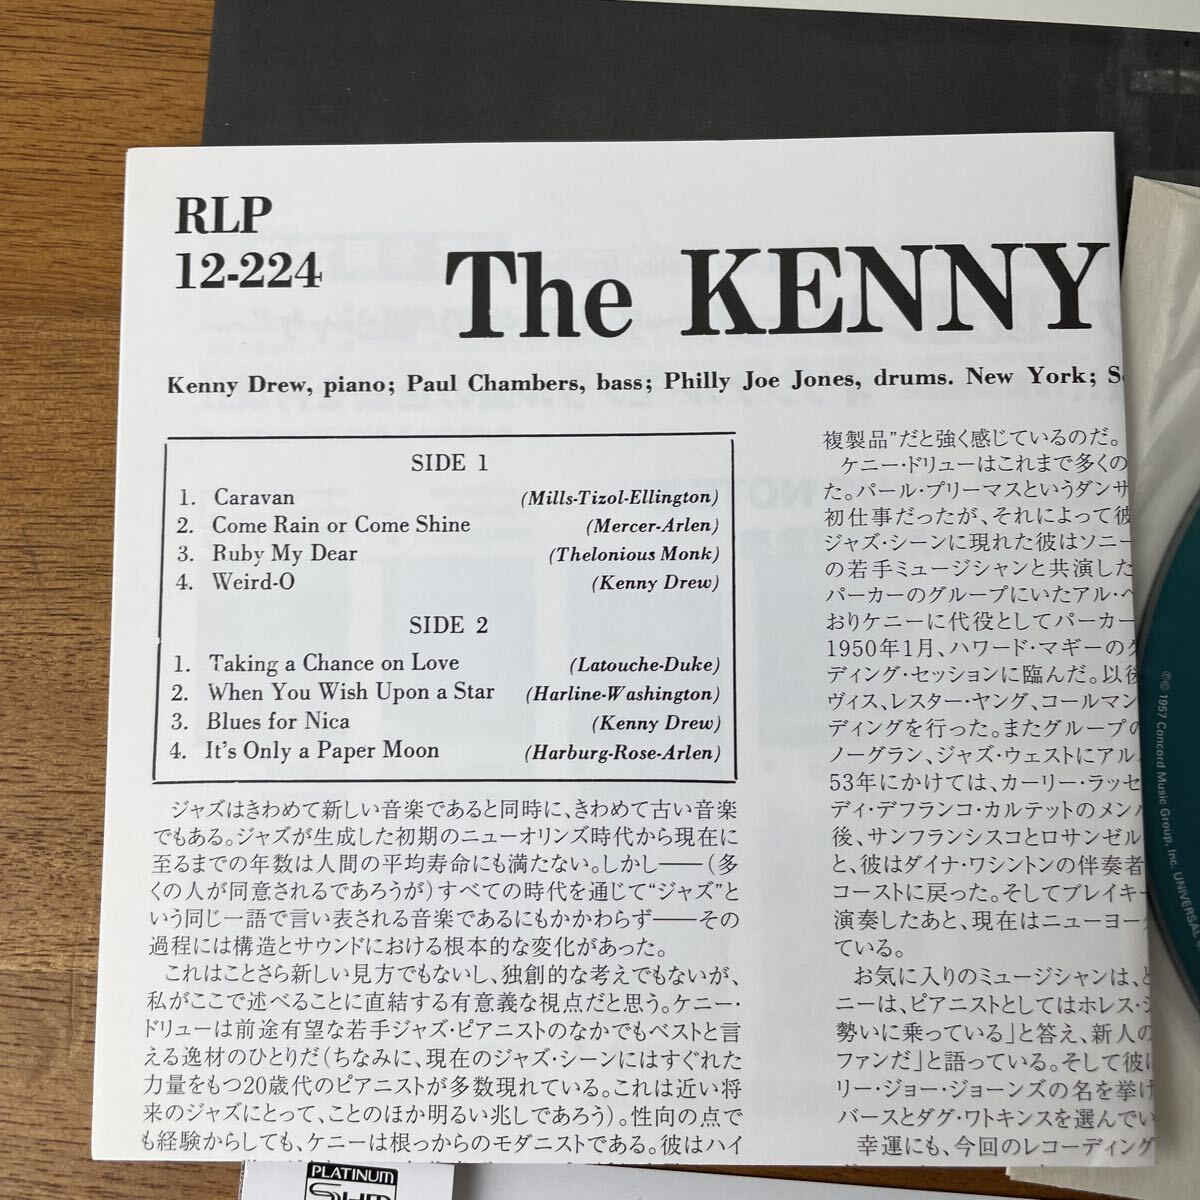 RLP
12-224
The KENNY
Kenny Drew, piano; Paul Chambers, bass; Philly Joe Jones, drums. New York;
SIDE 1
1. Caravan (Mills-Tizol-Ellington)
2. Come Rain or Come Shine (Mercer-Arlen)
3. Ruby My Dear (Thelonious Monk)
4. Weird-O (Kenny Drew)
SIDE 2
1. Taking a Chance on Love (Latouche-Duke)
2. When You Wish Upon a Star (Harline-Washington)
3. Blues for Nica (Kenny Drew)
4. It's Only a Paper Moon (Harburg-Rose-Arlen)
ジャズはきわめて新しい音楽であると同時に、きわめて古い音楽
でもある。ジャズが生成した初期のニューオリンズ時代から現在に
至るまでの年数は人間の平均寿命にも満たない。しかし――(多
くの人が同意されるであろうが)すべての時代を通じて“ジャズ”と
いう同じ一語で言い表される音楽であるにもかかわらず――その
過程には構造とサウンドにおける根本的な変化があった。
これはことさら新しい見方でもないし、独創的な考えでもないが、
私がここで述べることに直結する有意義な視点だと思う。ケニー・
ドリューは前途有望な若手ジャズ・ピアニストのなかでもベストと言
える逸材のひとりだ(ちなみに、現在のジャズ・シーンにはすぐれた
力量をもつ20歳代のピアニストが多数現れている。これは近い将
来のジャズにとって、ことのほか明るい兆しであろう)。性向の点で
も経験からしても、ケニーは根っからのモダニストである。彼はハイ
複製品”だと強く感じているのだ。
ケニー・ドリューはこれまで多くの
た。パール・プリーマスというダンサ
初仕事だったが、それによって彼
ジャズ・シーンに現れた彼はソニー
の若手ミュージシャンと共演した
パーカーのグループにいたアル・ヘ
おりケニーに代役としてパーカー
1950年1月、ハワード・マギーのク
ディング・セッションに臨んだ。以後
ヴィス、レスター・ヤング、コールマン
ディングを行った。またグループの
ノーグラン、ジャズ・ウェストにアル
53年にかけては、カーリー・ラッセ
ディ・デフランコ・カルテットのメン
後、サンフランシスコとロサンゼル
と、彼はダイナ・ワシントンの伴奏者
コーストに戻った。そしてブレイキー
演奏したあと、現在はニューヨー
ている。
お気に入りのミュージシャンは、と
ニーは、ピアニストとしてはホレス・
勢いに乗っている」と答え、新人の
ファンだ」と語っている。そして彼
リー・ジョー・ジョーンズの名を挙げ
バースとダグ・ワトキンスを選んでい
幸運にも、今回のレコーディング
℗© 1957 Concord Music Group, Inc. UNIVERSAL
PLATINUM
SHM